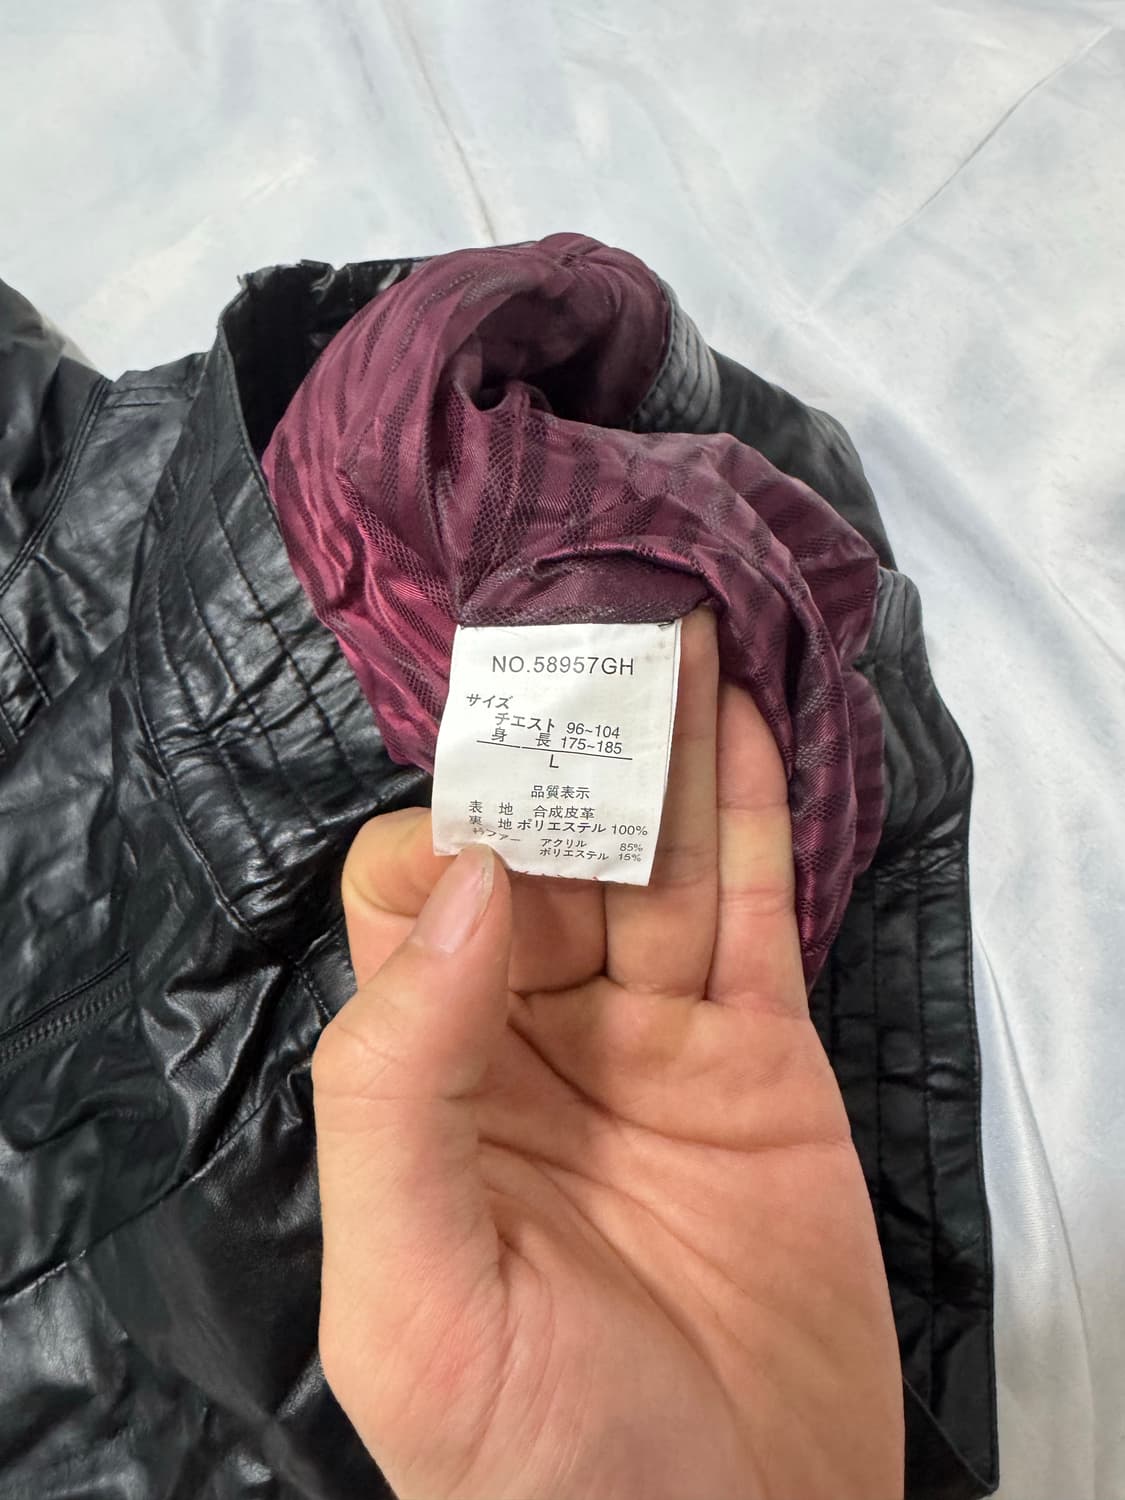 NO.58957GH
サイズ
チエスト 96~104
身 長 175~185
L
品質表示
表 地 合成皮革
裏 地 ポリエステル 100%
ファー アクリル 85%
ポリエステル 15%